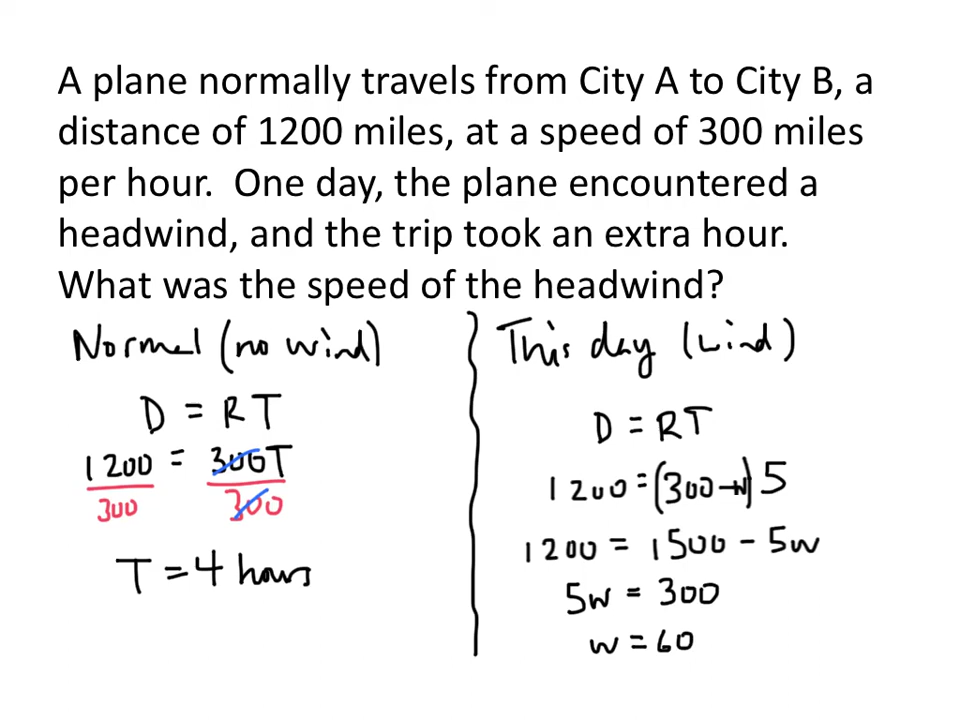 A plane normally travels from City A to City B, a
distance of 1200 miles, at a speed of 300 miles
per hour.  One day, the plane encountered a
headwind, and the trip took an extra hour.
What was the speed of the headwind?
Normal (no wind)
D = RT
1200 = 300T
300 300
T = 4 hours
This day (wind)
D = RT
1200 = (300-w) 5
1200 = 1500 - 5w
5w = 300
w = 60